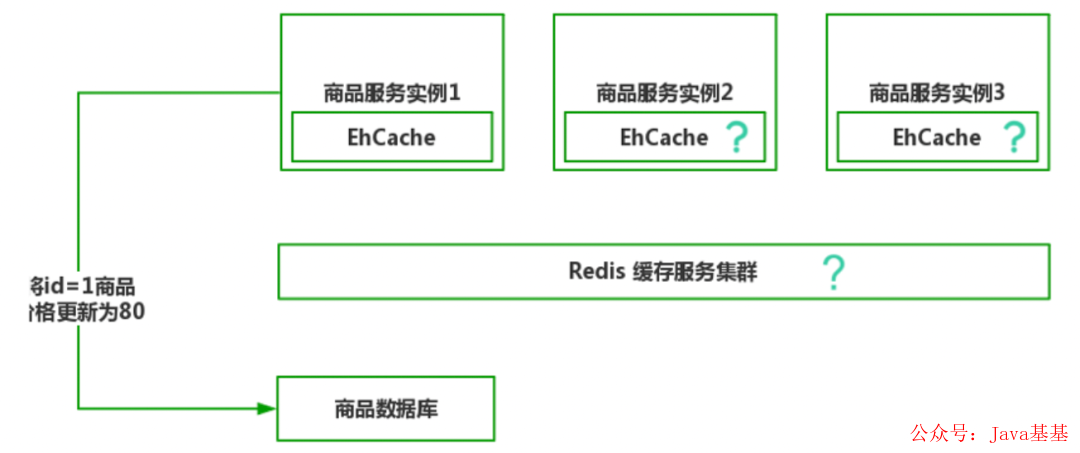 商品服务实例1
商品服务实例2
商品服务实例3
EhCache
EhCache ?
EhCache ?
Redis 缓存服务集群 ?
id=1商品
格更新为80
商品数据库
公众号: Java基基